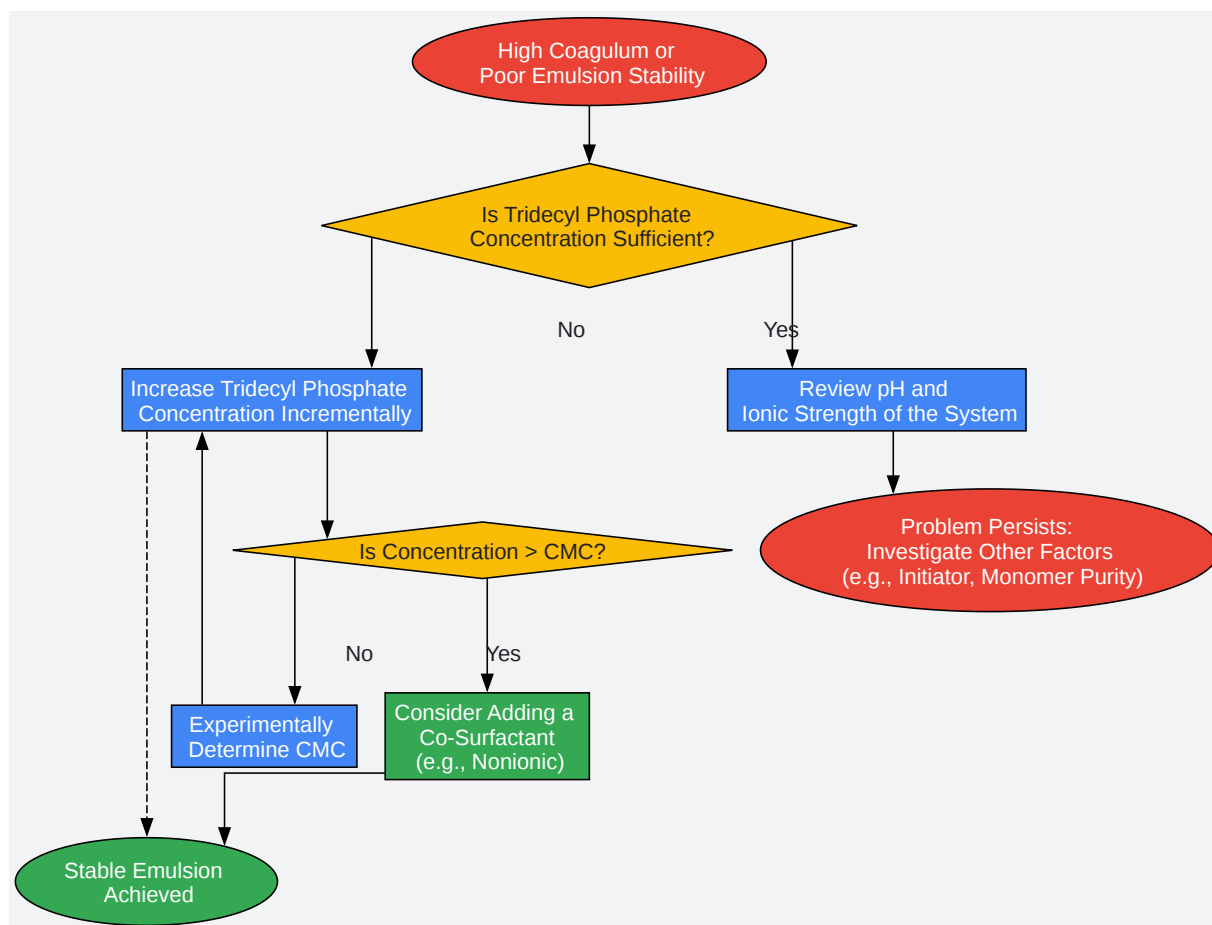 High Coagulum or
Poor Emulsion Stability
Is Tridecyl Phosphate
Concentration Sufficient?
No
Yes
Increase Tridecyl Phosphate
Concentration Incrementally
Review pH and
Ionic Strength of the System
Is Concentration > CMC?
Problem Persists:
Investigate Other Factors
(e.g., Initiator, Monomer Purity)
No
Yes
Experimentally
Determine CMC
Consider Adding a
Co-Surfactant
(e.g., Nonionic)
Stable Emulsion
Achieved